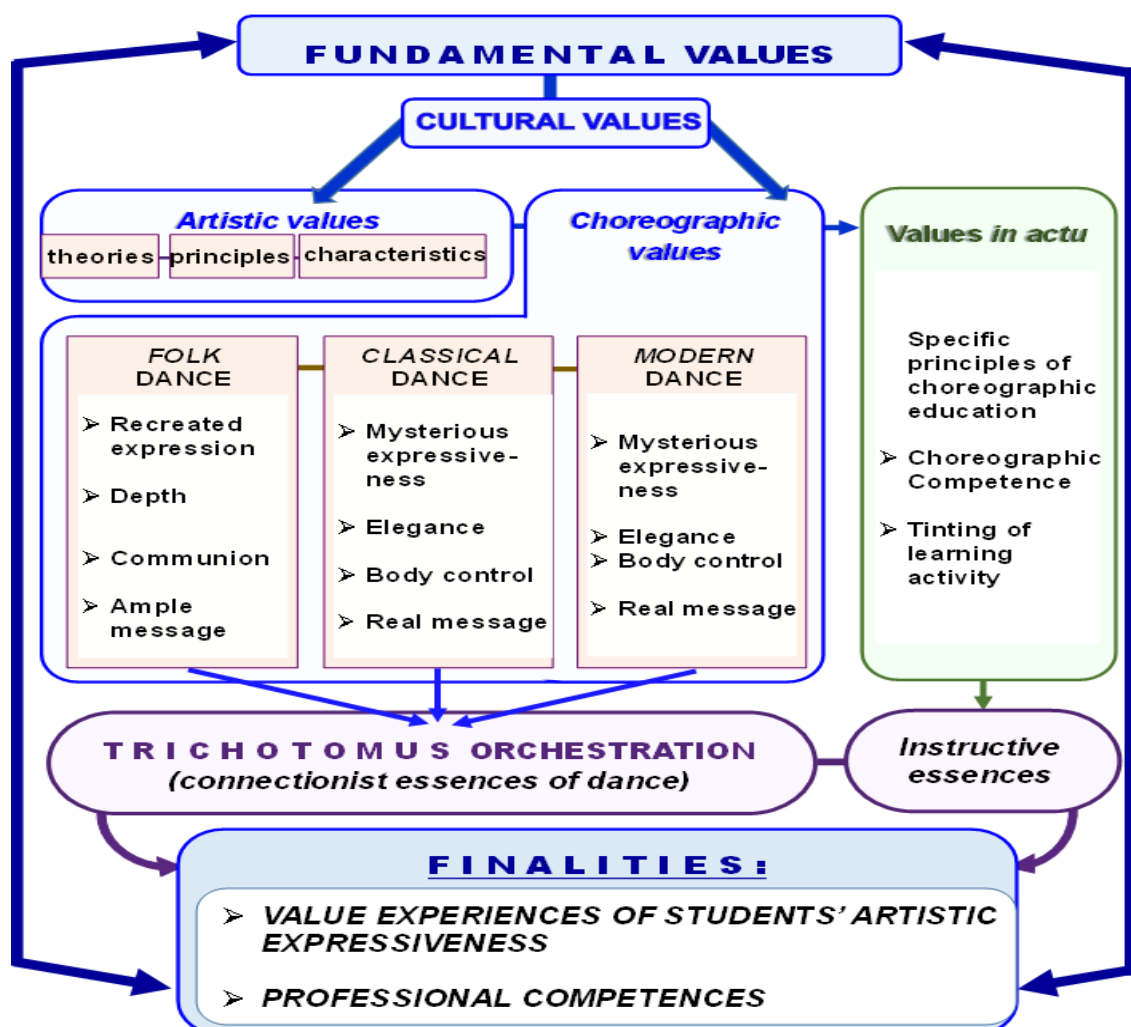 FUNDAMENTAL VALUES
CULTURAL VALUES
Artistic values
theories
principles
characteristics
Choreographic
values
Values in actu
FOLK
DANCE
➢ Recreated
expression
➢ Depth
➢ Communion
➢ Ample
message
CLASSICAL
DANCE
➢ Mysterious
expressive-
ness
➢ Elegance
➢ Body control
➢ Real message
MODERN
DANCE
➢ Mysterious
expressive-
ness
➢ Elegance
➢ Body control
➢ Real message
Specific
principles of
choreographic
education
➢ Choreographic
Competence
➢ Tinting of
learning
activity
TRICHOTOMUS ORCHESTRATION
(connectionist essences of dance)
Instructive
essences
FINALITIES:
➢ VALUE EXPERIENCES OF STUDENTS’ ARTISTIC
EXPRESSIVENESS
➢ PROFESSIONAL COMPETENCES